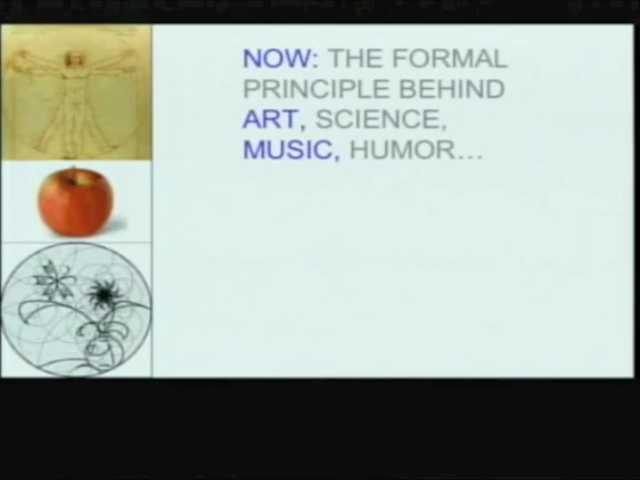 NOW: THE FORMAL
PRINCIPLE BEHIND
ART, SCIENCE,
MUSIC, HUMOR...